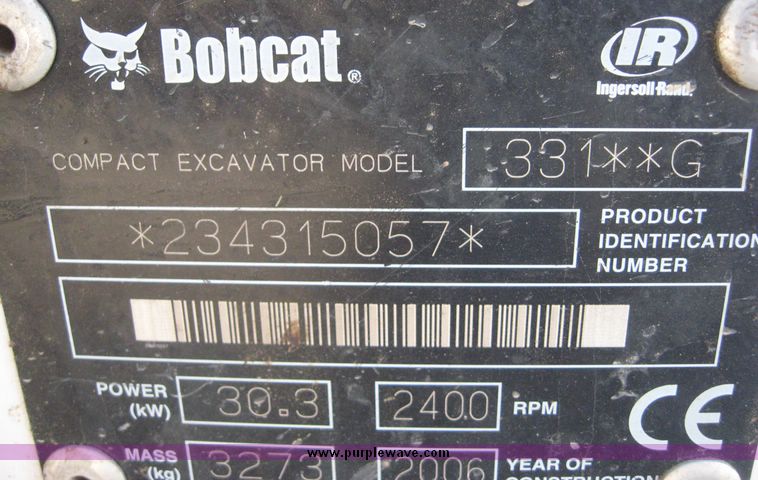 Bobcat®
IR
Ingersoll-Rand.
COMPACT EXCAVATOR MODEL 331**G
*234315057*
PRODUCT
IDENTIFICATION
NUMBER
POWER
(kW) 30.3 2400 RPM
CE
MASS
(kg) 3273 2006 YEAR OF
CONSTRUCTION
www.purplewave.com